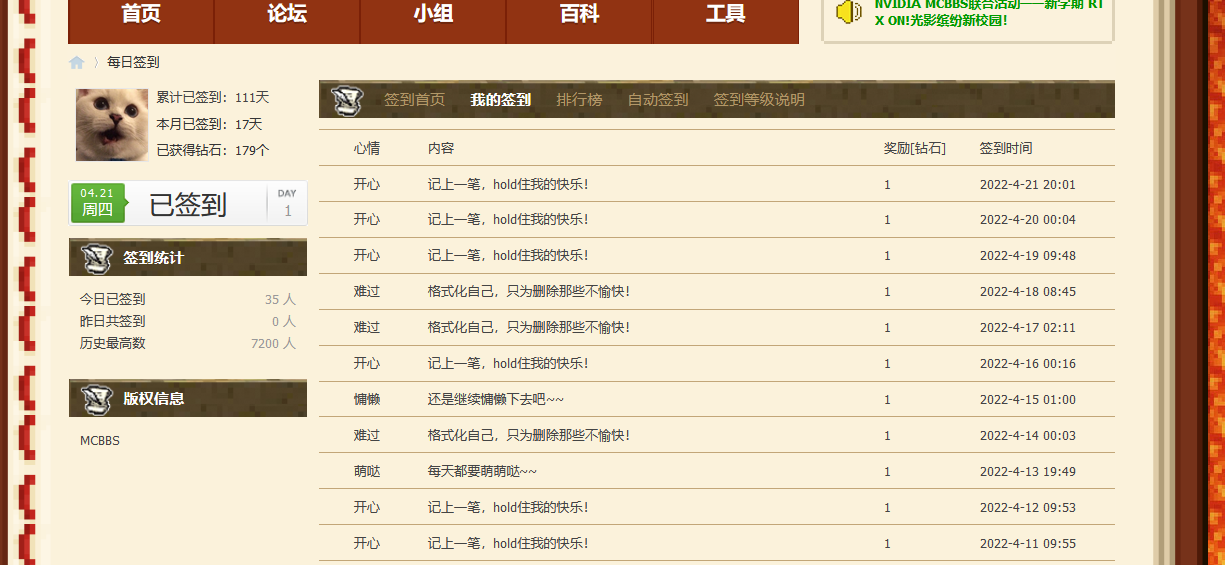 首页 论坛 小组 百科 工具
NVIDIA MCBBS联合活动——新学期 RT
X ON!光影缤纷新校园!
每日签到
累计已签到：111天
本月已签到：17天
已获得钻石：179个
04.21
周四
已签到
DAY
1
签到统计
今日已签到 35 人
昨日共签到 0 人
历史最高数 7200 人
版权信息
MCBBS
签到首页 我的签到 排行榜 自动签到 签到等级说明
心情 内容 奖励[钻石] 签到时间
开心 记上一笔，hold住我的快乐！ 1 2022-4-21 20:01
开心 记上一笔，hold住我的快乐！ 1 2022-4-20 00:04
开心 记上一笔，hold住我的快乐！ 1 2022-4-19 09:48
难过 格式化自己，只为删除那些不愉快！ 1 2022-4-18 08:45
难过 格式化自己，只为删除那些不愉快！ 1 2022-4-17 02:11
开心 记上一笔，hold住我的快乐！ 1 2022-4-16 00:16
慵懒 还是继续慵懒下去吧~~ 1 2022-4-15 01:00
难过 格式化自己，只为删除那些不愉快！ 1 2022-4-14 00:03
萌哒 每天都要萌萌哒~~ 1 2022-4-13 19:49
开心 记上一笔，hold住我的快乐！ 1 2022-4-12 09:53
开心 记上一笔，hold住我的快乐！ 1 2022-4-11 09:55